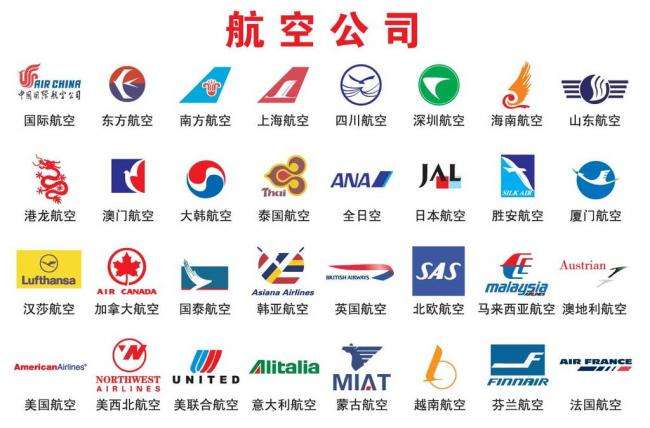 航空公司
AIR CHINA
中国国际航空公司
国际航空 东方航空 南方航空 上海航空 四川航空 深圳航空 海南航空 山东航空
Thai ANA JAL SILK AIR
港龙航空 澳门航空 大韩航空 泰国航空 全日空 日本航空 胜安航空 厦门航空
Lufthansa AIR CANADA Asiana Airlines BRITISH AIRWAYS SAS malaysia AIRLINES Austrian
汉莎航空 加拿大航空 国泰航空 韩亚航空 英国航空 北欧航空 马来西亚航空 澳地利航空
AmericanAirlines NORTHWEST AIRLINES UNITED Alitalia MIAT FINNAIR AIR FRANCE
美国航空 美西北航空 美联合航空 意大利航空 蒙古航空 越南航空 芬兰航空 法国航空